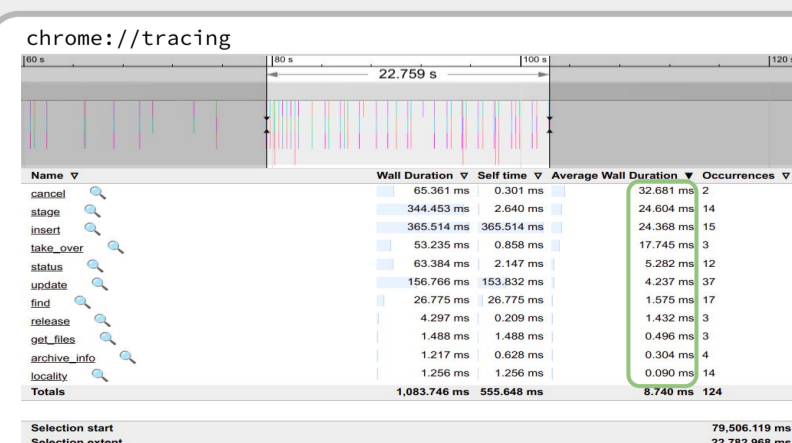 chrome://tracing
60 s 80 s 100 s 120 s
22.759 s
Name ▽ Wall Duration ▽ Self time ▽ Average Wall Duration ▼ Occurrences ▽
cancel 65.361 ms 0.301 ms 32.681 ms 2
stage 344.453 ms 2.640 ms 24.604 ms 14
insert 365.514 ms 365.514 ms 24.368 ms 15
take_over 53.235 ms 0.858 ms 17.745 ms 3
status 63.384 ms 2.147 ms 5.282 ms 12
update 156.766 ms 153.832 ms 4.237 ms 37
find 26.775 ms 26.775 ms 1.575 ms 17
release 4.297 ms 0.209 ms 1.432 ms 3
get_files 1.488 ms 1.488 ms 0.496 ms 3
archive_info 1.217 ms 0.628 ms 0.304 ms 4
locality 1.256 ms 1.256 ms 0.090 ms 14
Totals 1,083.746 ms 555.648 ms 8.740 ms 124
Selection start 79,506.119 ms
Selection extent 22,782.968 ms